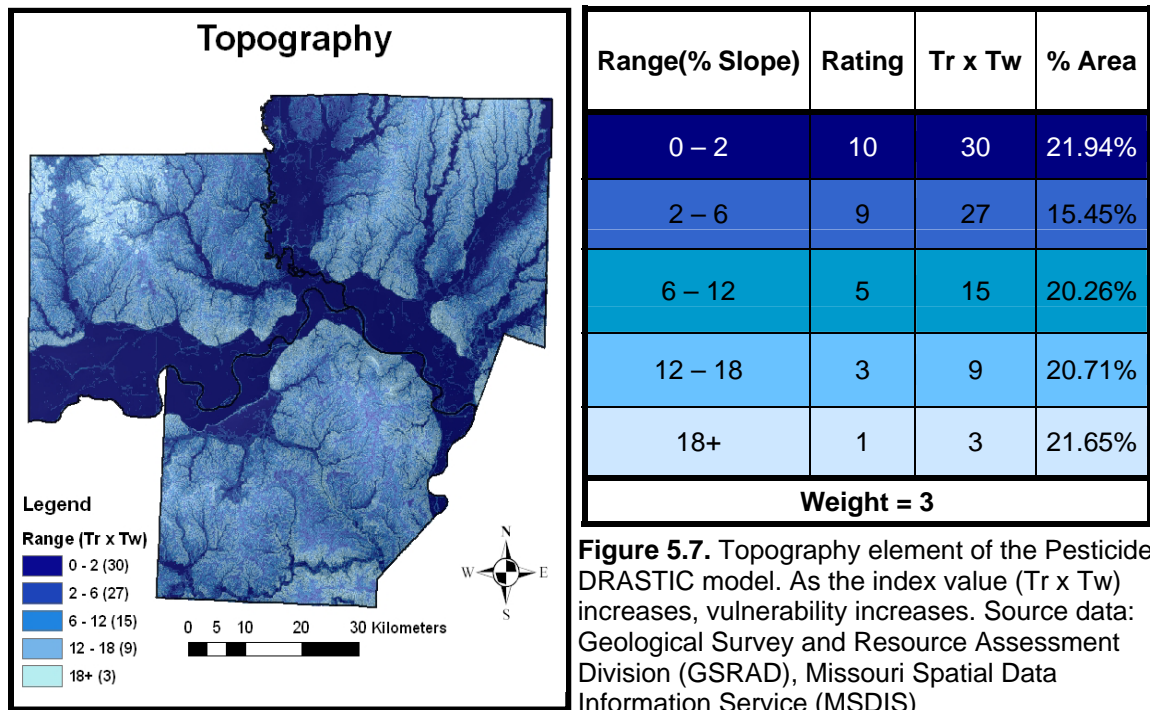 Topography
N
W E
S
Legend
Range (Tr x Tw)
0 - 2 (30)
2 - 6 (27)
6 - 12 (15)
12 - 18 (9)
18+ (3)
0 5 10 20 30 Kilometers
Range(% Slope) Rating Tr x Tw % Area
0 – 2 10 30 21.94%
2 – 6 9 27 15.45%
6 – 12 5 15 20.26%
12 – 18 3 9 20.71%
18+ 1 3 21.65%
Weight = 3
Figure 5.7. Topography element of the Pesticide
DRASTIC model. As the index value (Tr x Tw)
increases, vulnerability increases. Source data:
Geological Survey and Resource Assessment
Division (GSRAD), Missouri Spatial Data
Information Service (MSDIS)